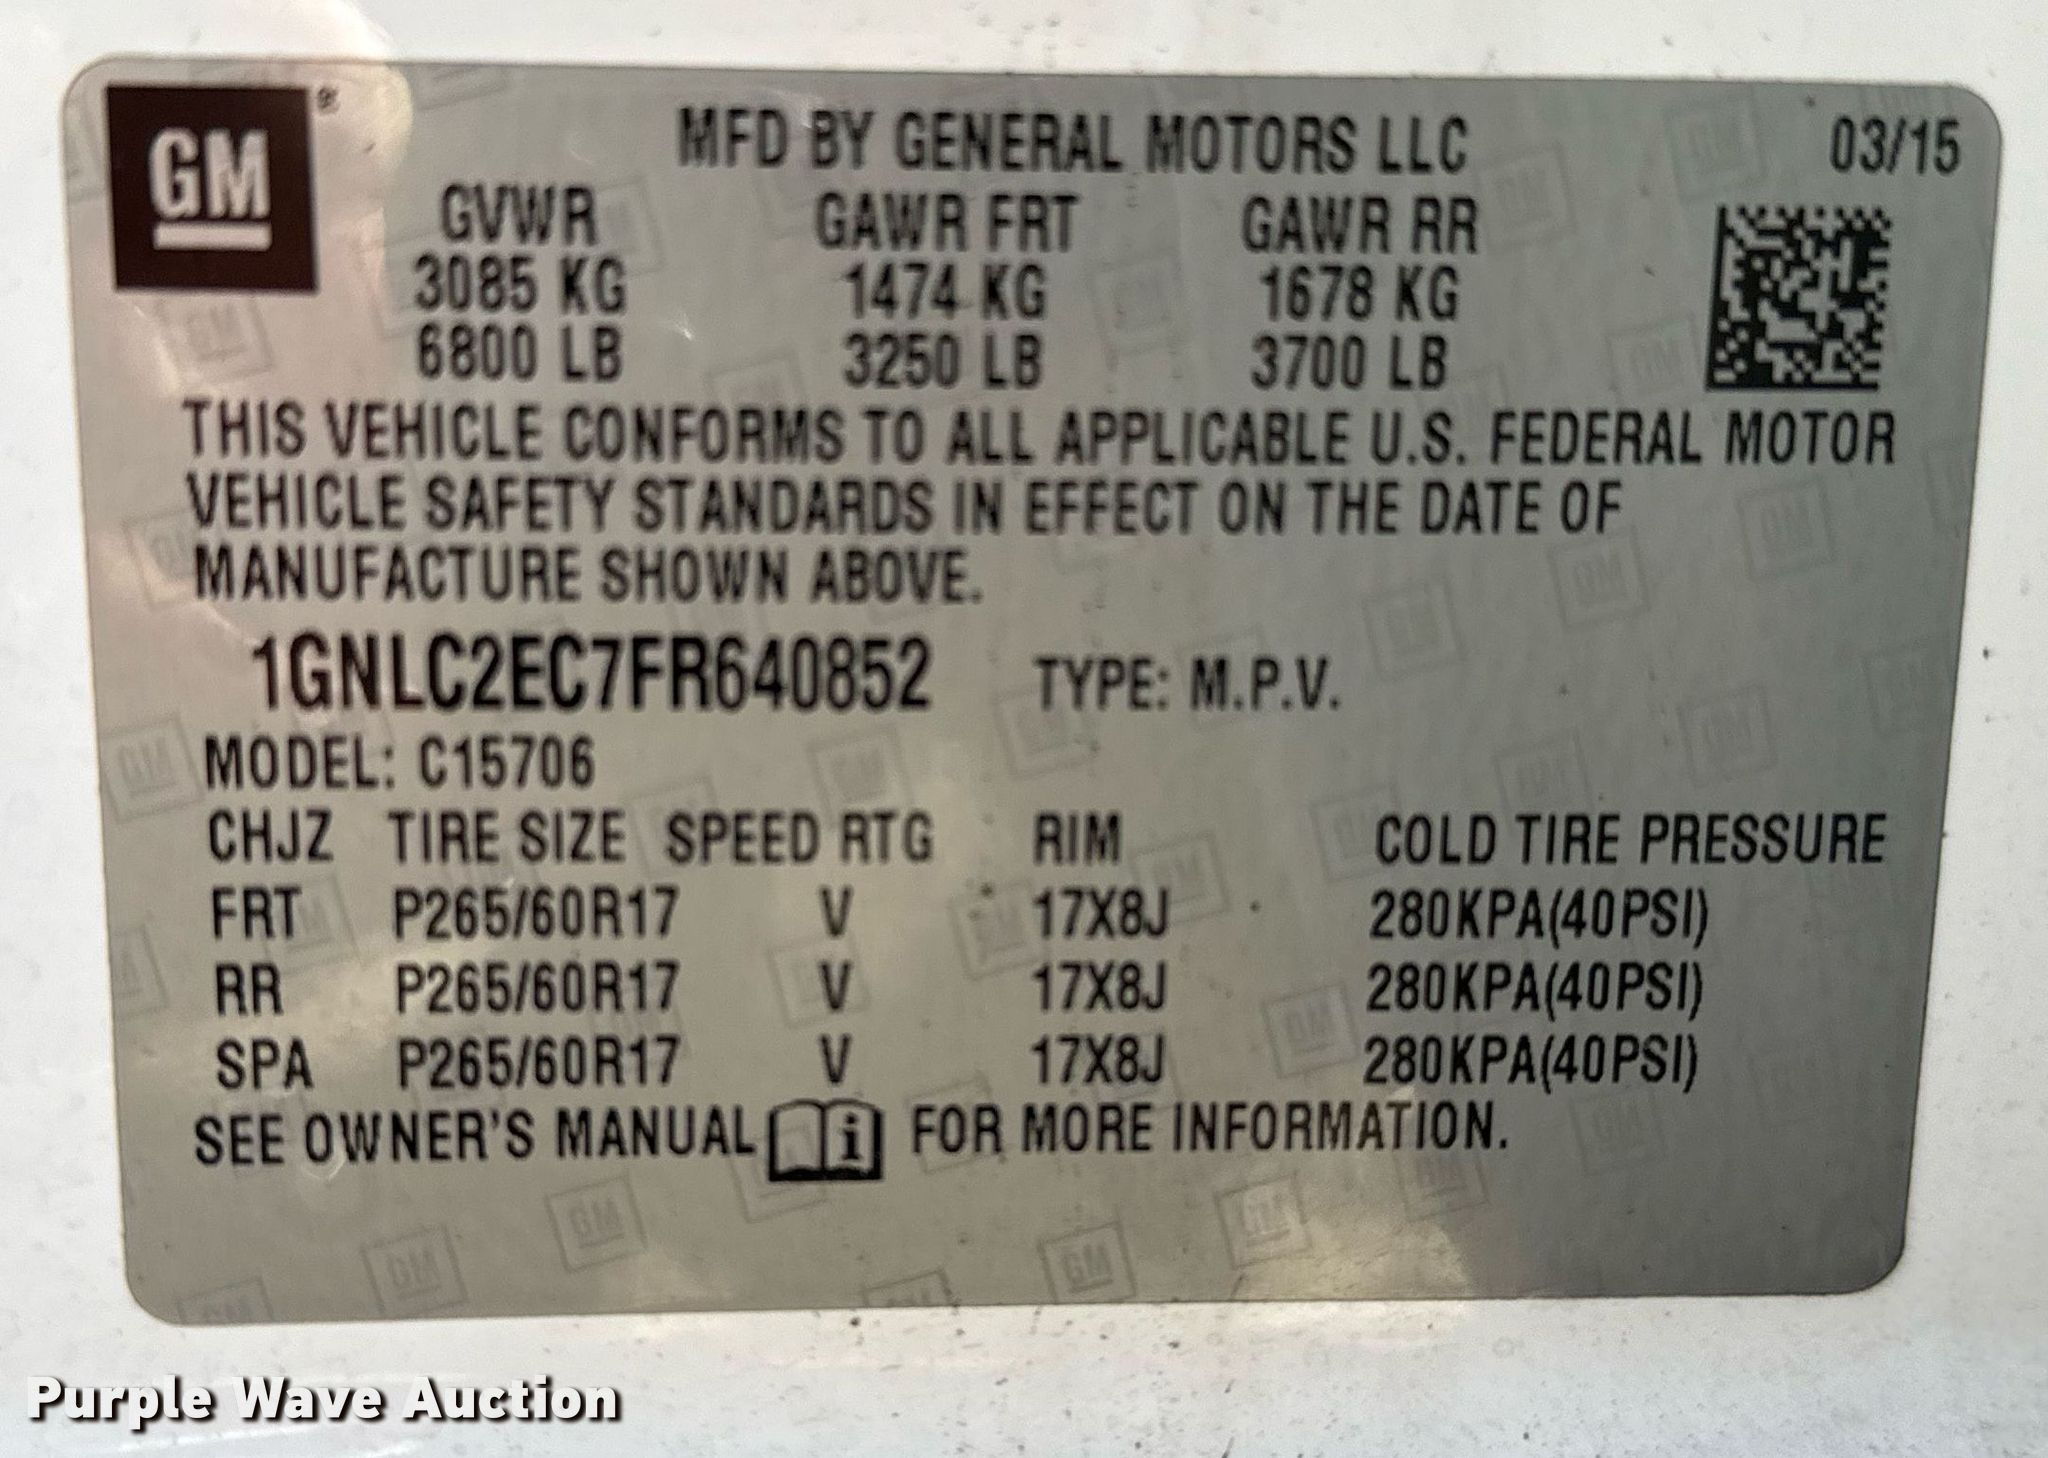 GM®
MFD BY GENERAL MOTORS LLC 03/15
GVWR GAWR FRT GAWR RR
3085 KG 1474 KG 1678 KG
6800 LB 3250 LB 3700 LB
THIS VEHICLE CONFORMS TO ALL APPLICABLE U.S. FEDERAL MOTOR
VEHICLE SAFETY STANDARDS IN EFFECT ON THE DATE OF
MANUFACTURE SHOWN ABOVE.
1GNLC2EC7FR640852 TYPE: M.P.V.
MODEL: C15706
CHJZ TIRE SIZE SPEED RTG RIM COLD TIRE PRESSURE
FRT P265/60R17 V 17X8J 280KPA(40PSI)
RR P265/60R17 V 17X8J 280KPA(40PSI)
SPA P265/60R17 V 17X8J 280KPA(40PSI)
SEE OWNER'S MANUAL i FOR MORE INFORMATION.
Purple Wave Auction